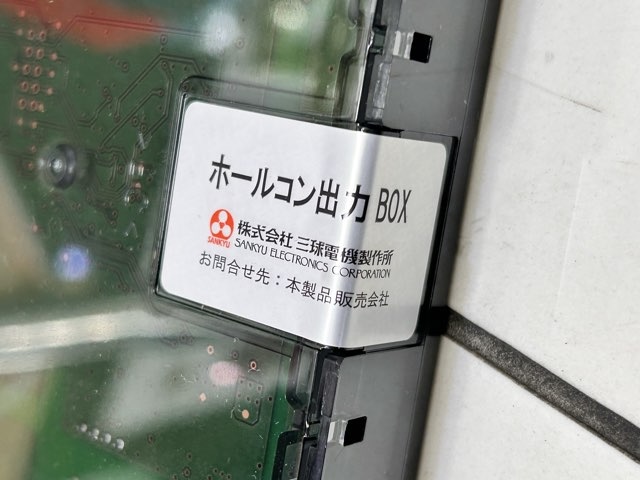 ホールコン出力 BOX
株式会社 三球電機製作所
SANKYU SANKYU ELECTRONICS CORPORATION
お問合せ先：本製品販売会社